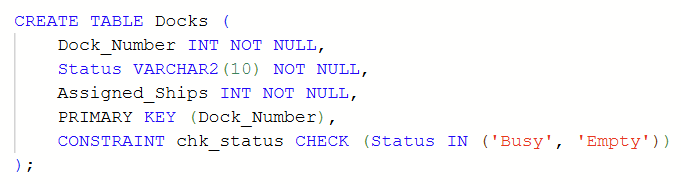 CREATE TABLE Docks (
    Dock_Number INT NOT NULL,
    Status VARCHAR2(10) NOT NULL,
    Assigned_Ships INT NOT NULL,
    PRIMARY KEY (Dock_Number),
    CONSTRAINT chk_status CHECK (Status IN ('Busy', 'Empty'))
);